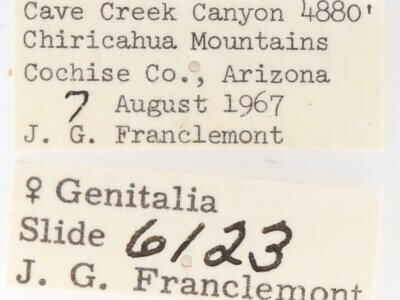 Cave Creek Canyon 4880'
Chiricahua Mountains
Cochise Co., Arizona
7 August 1967
J. G. Franclemont
♀ Genitalia
Slide 6123
J. G. Franclemont